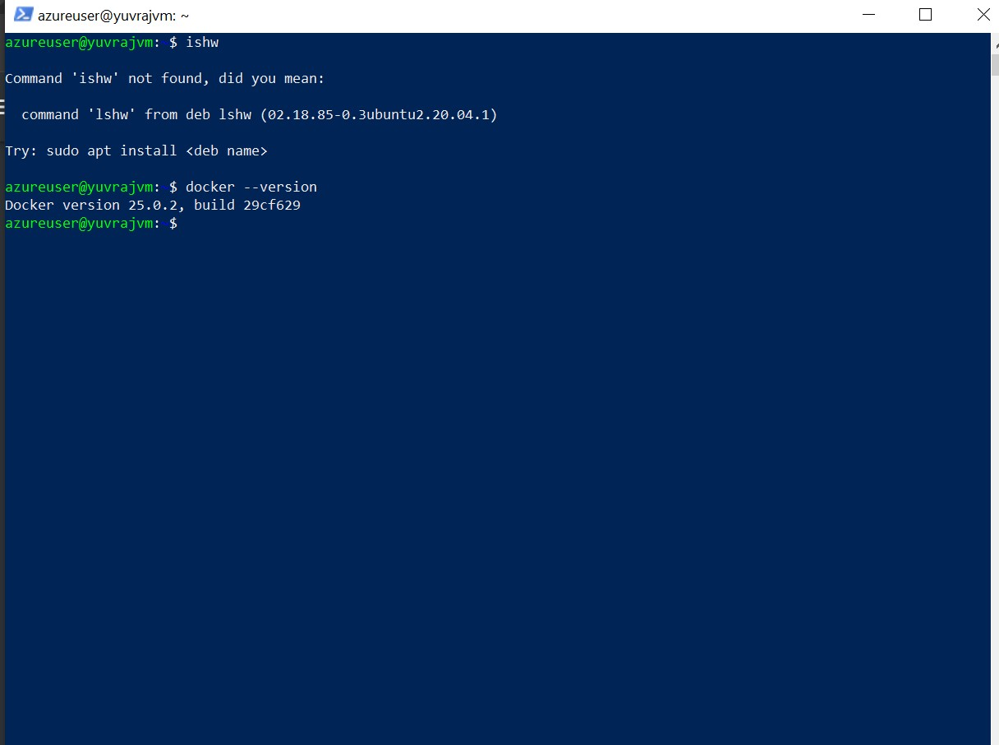 azureuser@yuvrajvm: ~
azureuser@yuvrajvm:~$ ishw
Command 'ishw' not found, did you mean:
command 'lshw' from deb lshw (02.18.85-0.3ubuntu2.20.04.1)
Try: sudo apt install <deb name>
azureuser@yuvrajvm:~$ docker --version
Docker version 25.0.2, build 29cf629
azureuser@yuvrajvm:~$